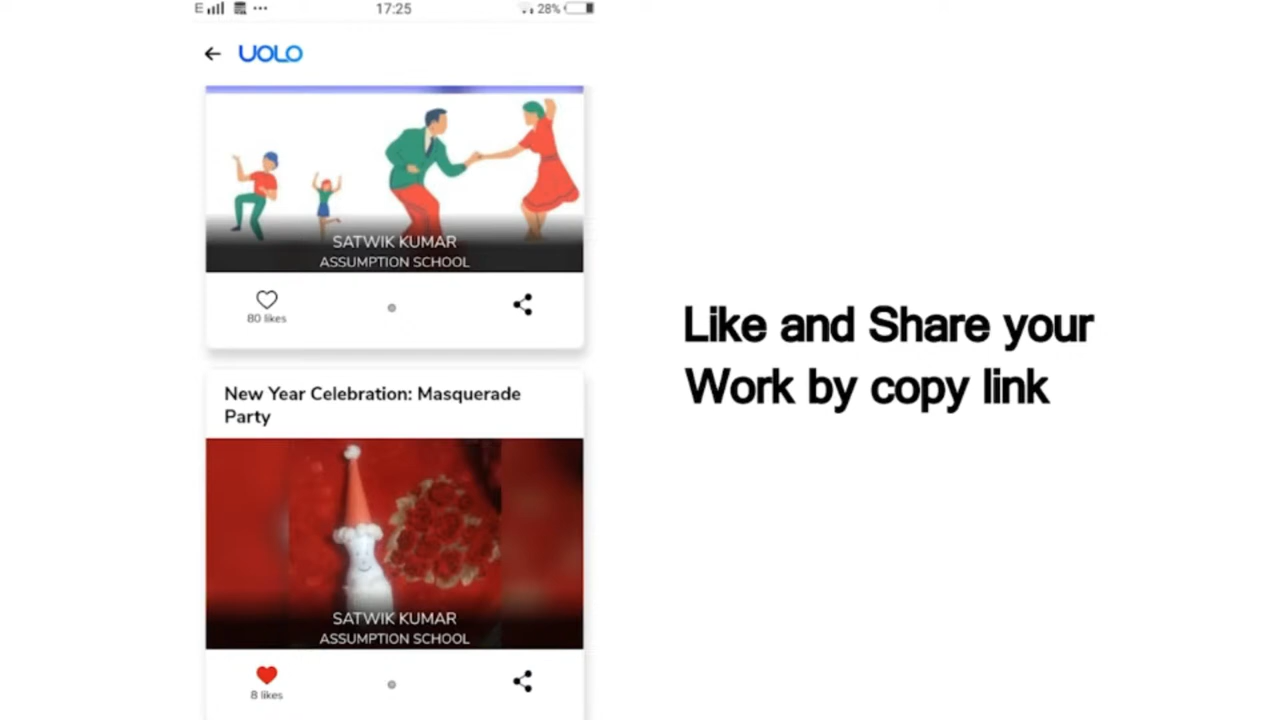 E 17:25 28%
UOLO
SATWIK KUMAR
ASSUMPTION SCHOOL
80 likes
New Year Celebration: Masquerade
Party
SATWIK KUMAR
ASSUMPTION SCHOOL
8 likes
Like and Share your
Work by copy link